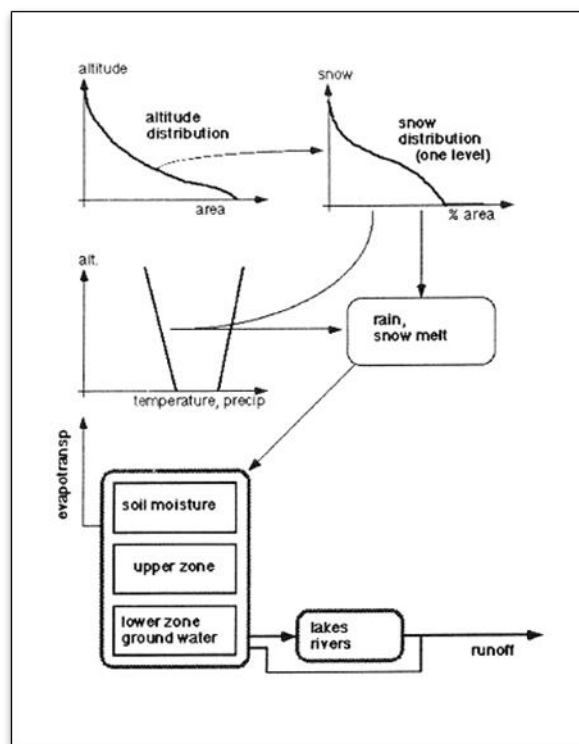 altitude
altitude
distribution
area
snow
snow
distribution
(one level)
% area
alt.
temperature, precip
rain,
snow melt
evapotransp
soil moisture
upper zone
lower zone
ground water
lakes
rivers
runoff